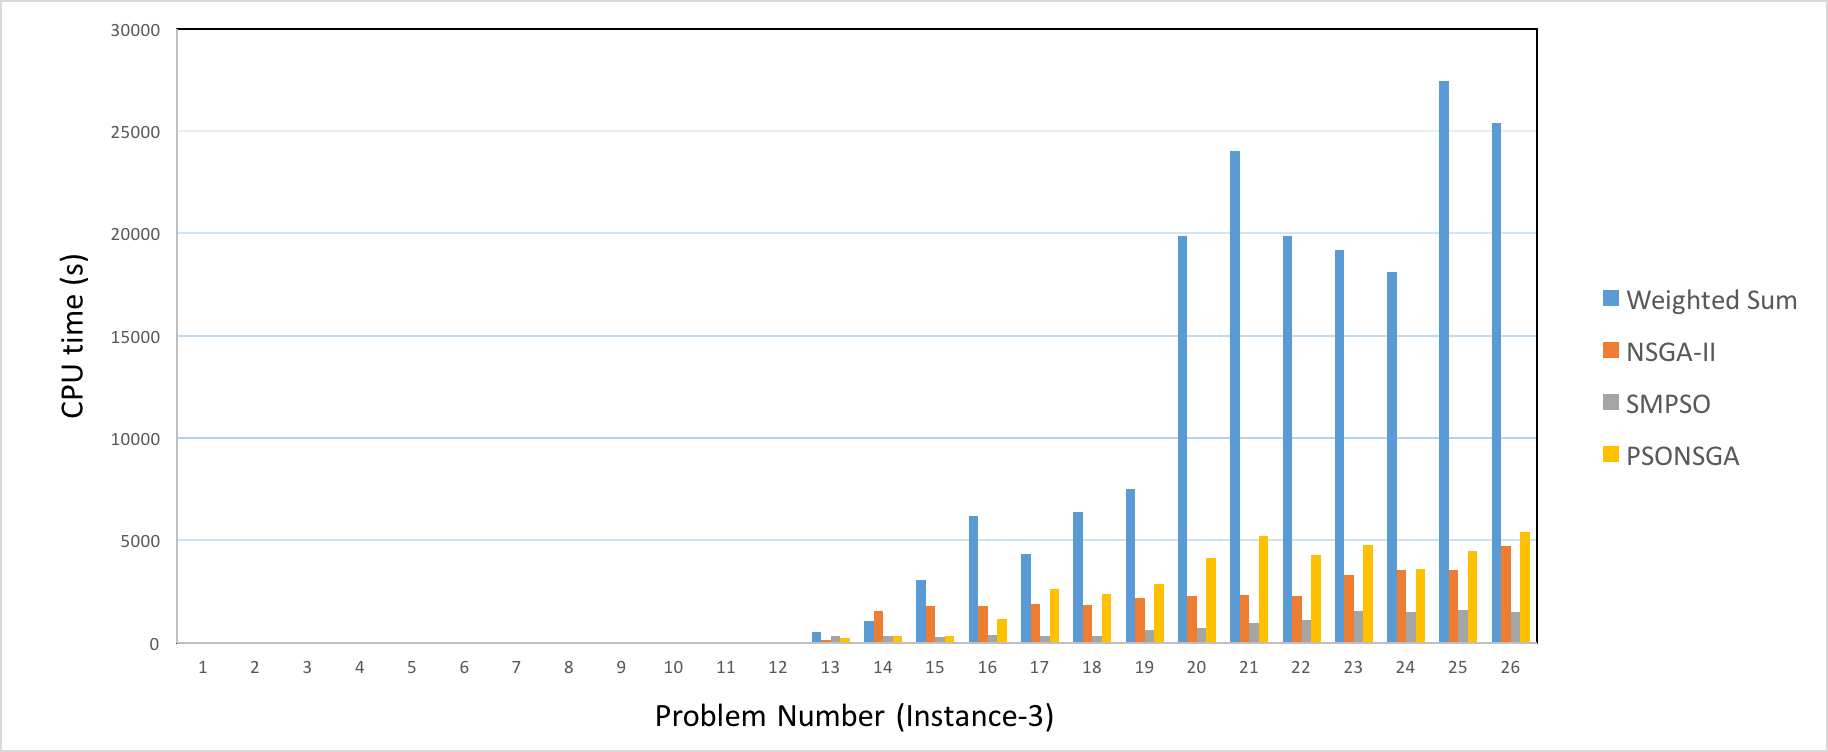 30000
25000
20000
15000
10000
5000
0
CPU time (s)
1 2 3 4 5 6 7 8 9 10 11 12 13 14 15 16 17 18 19 20 21 22 23 24 25 26
Problem Number (Instance-3)
Weighted Sum
NSGA-II
SMPSO
PSONSGA